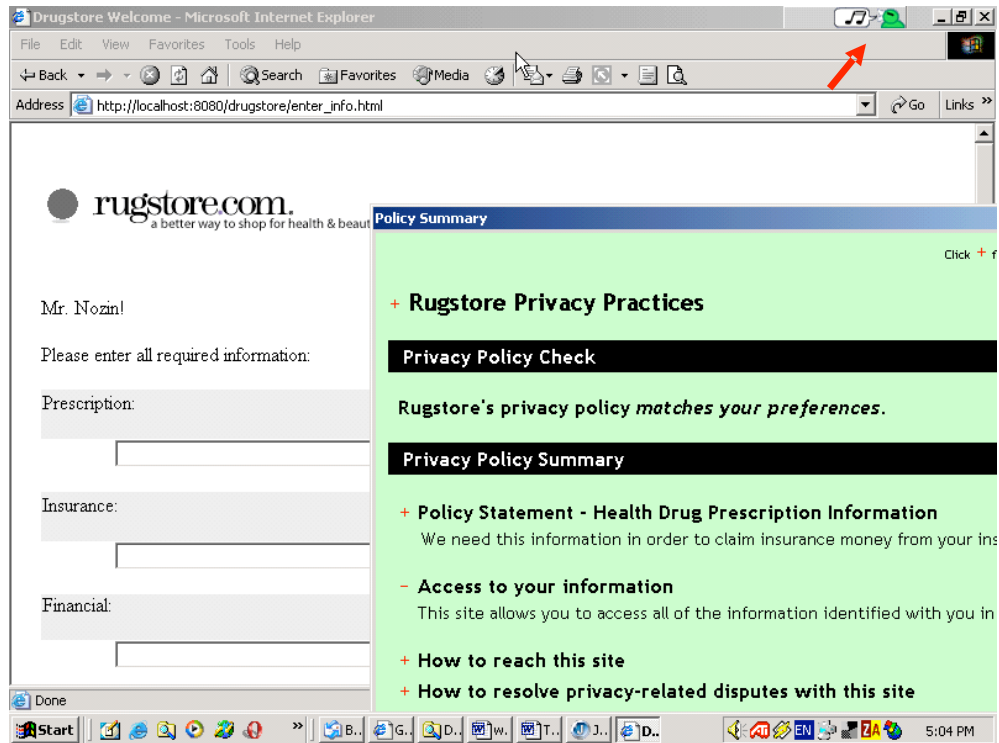 Drugstore Welcome - Microsoft Internet Explorer
File Edit View Favorites Tools Help
Back Search Favorites Media
Address http://localhost:8080/drugstore/enter_info.html Go Links »
rugstore.com.
a better way to shop for health & beaut
Mr. Nozin!
Please enter all required information:
Prescription:
Insurance:
Financial:
Policy Summary
Click + f
+ Rugstore Privacy Practices
Privacy Policy Check
Rugstore's privacy policy matches your preferences.
Privacy Policy Summary
+ Policy Statement - Health Drug Prescription Information
We need this information in order to claim insurance money from your ins
- Access to your information
This site allows you to access all of the information identified with you in
+ How to reach this site
+ How to resolve privacy-related disputes with this site
Done
Start » B.. G.. D.. w. T.. J.. D.. EN ZA 5:04 PM